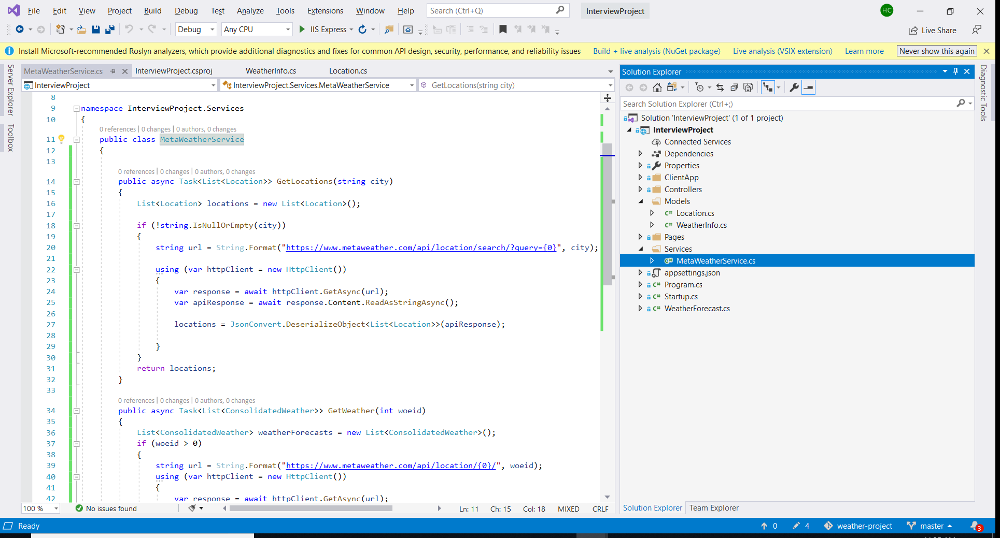 File Edit View Project Build Debug Test Analyze Tools Extensions Window Help Search (Ctrl+Q) InterviewProject HC
Debug Any CPU IIS Express Live Share
Install Microsoft-recommended Roslyn analyzers, which provide additional diagnostics and fixes for common API design, security, performance, and reliability issues Build + live analysis (NuGet package) Live analysis (VSIX extension) Learn more Never show this again
Server Explorer
Toolbox
MetaWeatherService.cs InterviewProject.csproj WeatherInfo.cs Location.cs
InterviewProject InterviewProject.Services.MetaWeatherService GetLocations(string city)
8
9 namespace InterviewProject.Services
10 {
0 references | 0 changes | 0 authors, 0 changes
11 public class MetaWeatherService
12 {
13
0 references | 0 changes | 0 authors, 0 changes
14 public async Task<List<Location>> GetLocations(string city)
15 {
16 List<Location> locations = new List<Location>();
17
18 if (!string.IsNullOrEmpty(city))
19 {
20 string url = String.Format("https://www.metaweather.com/api/location/search/?query={0}", city);
21
22 using (var httpClient = new HttpClient())
23 {
24 var response = await httpClient.GetAsync(url);
25 var apiResponse = await response.Content.ReadAsStringAsync();
26
27 locations = JsonConvert.DeserializeObject<List<Location>>(apiResponse);
28
29 }
30 }
31 return locations;
32 }
33
0 references | 0 changes | 0 authors, 0 changes
34 public async Task<List<ConsolidatedWeather>> GetWeather(int woeid)
35 {
36 List<ConsolidatedWeather> weatherForecasts = new List<ConsolidatedWeather>();
37 if (woeid > 0)
38 {
39 string url = String.Format("https://www.metaweather.com/api/location/{0}/", woeid);
40 using (var httpClient = new HttpClient())
41 {
42 var response = await httpClient.GetAsync(url);
100 % No issues found Ln: 11 Ch: 15 Col: 18 MIXED CRLF
Solution Explorer
Search Solution Explorer (Ctrl+;)
Solution 'InterviewProject' (1 of 1 project)
InterviewProject
Connected Services
Dependencies
Properties
ClientApp
Controllers
Models
C# Location.cs
C# WeatherInfo.cs
Pages
Services
C# MetaWeatherService.cs
appsettings.json
C# Program.cs
C# Startup.cs
C# WeatherForecast.cs
Solution Explorer Team Explorer
Diagnostic Tools
Ready 0 4 weather-project master 3